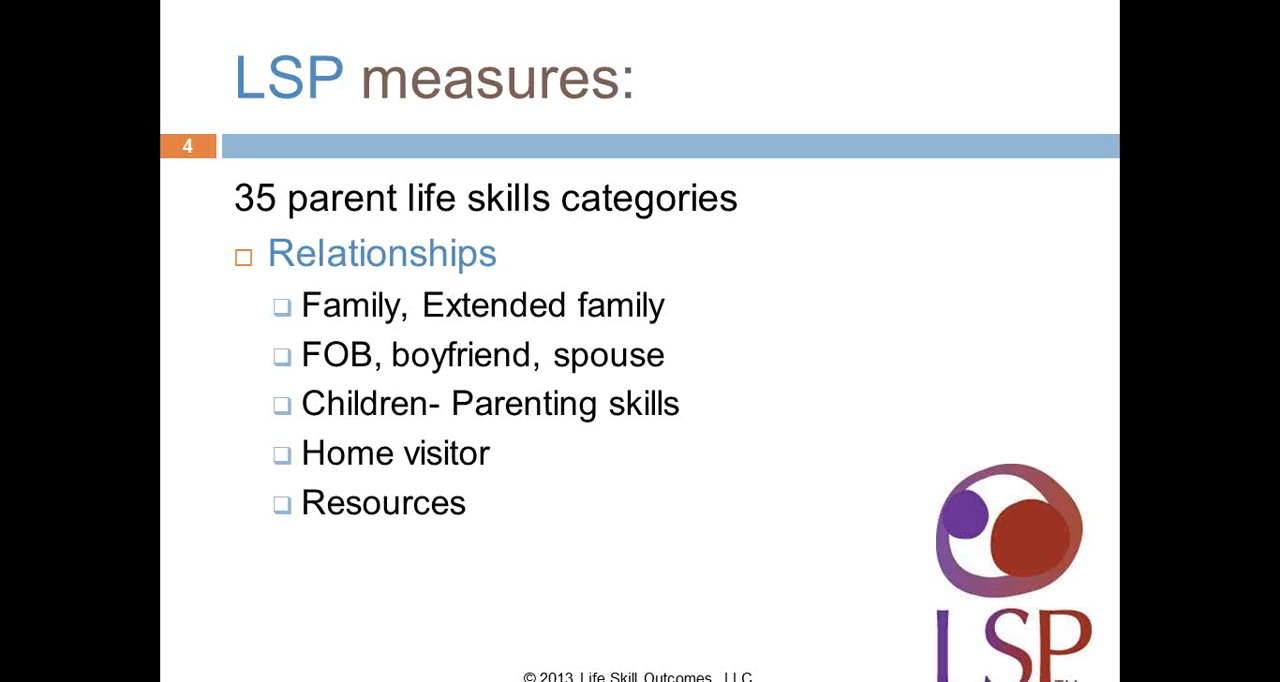 LSP measures:
4
35 parent life skills categories
Relationships
Family, Extended family
FOB, boyfriend, spouse
Children- Parenting skills
Home visitor
Resources
LSP
TM
© 2013 Life Skill Outcomes, LLC